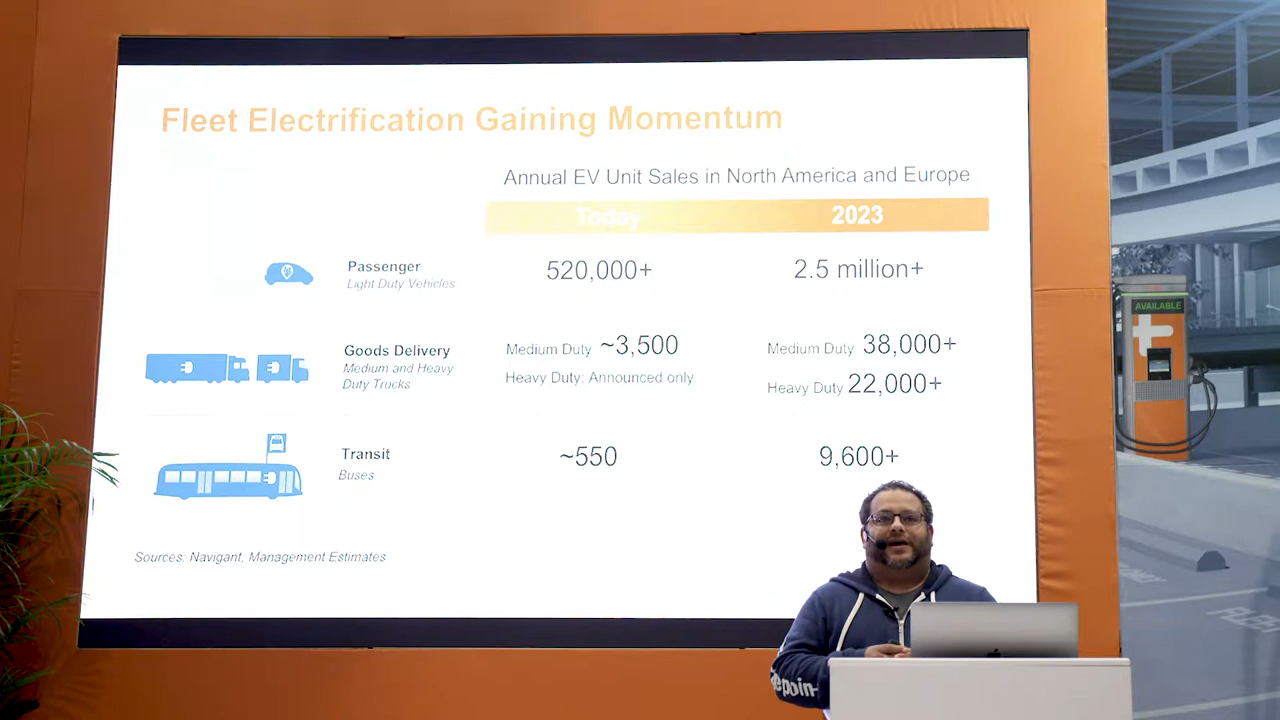 Fleet Electrification Gaining Momentum
Annual EV Unit Sales in North America and Europe
Today 2023
Passenger 520,000+ 2.5 million+
Light Duty Vehicles
Goods Delivery Medium Duty ~3,500 Medium Duty 38,000+
Medium and Heavy Heavy Duty: Announced only Heavy Duty 22,000+
Duty Trucks
Transit ~550 9,600+
Buses
Sources: Navigant, Management Estimates
AVAILABLE